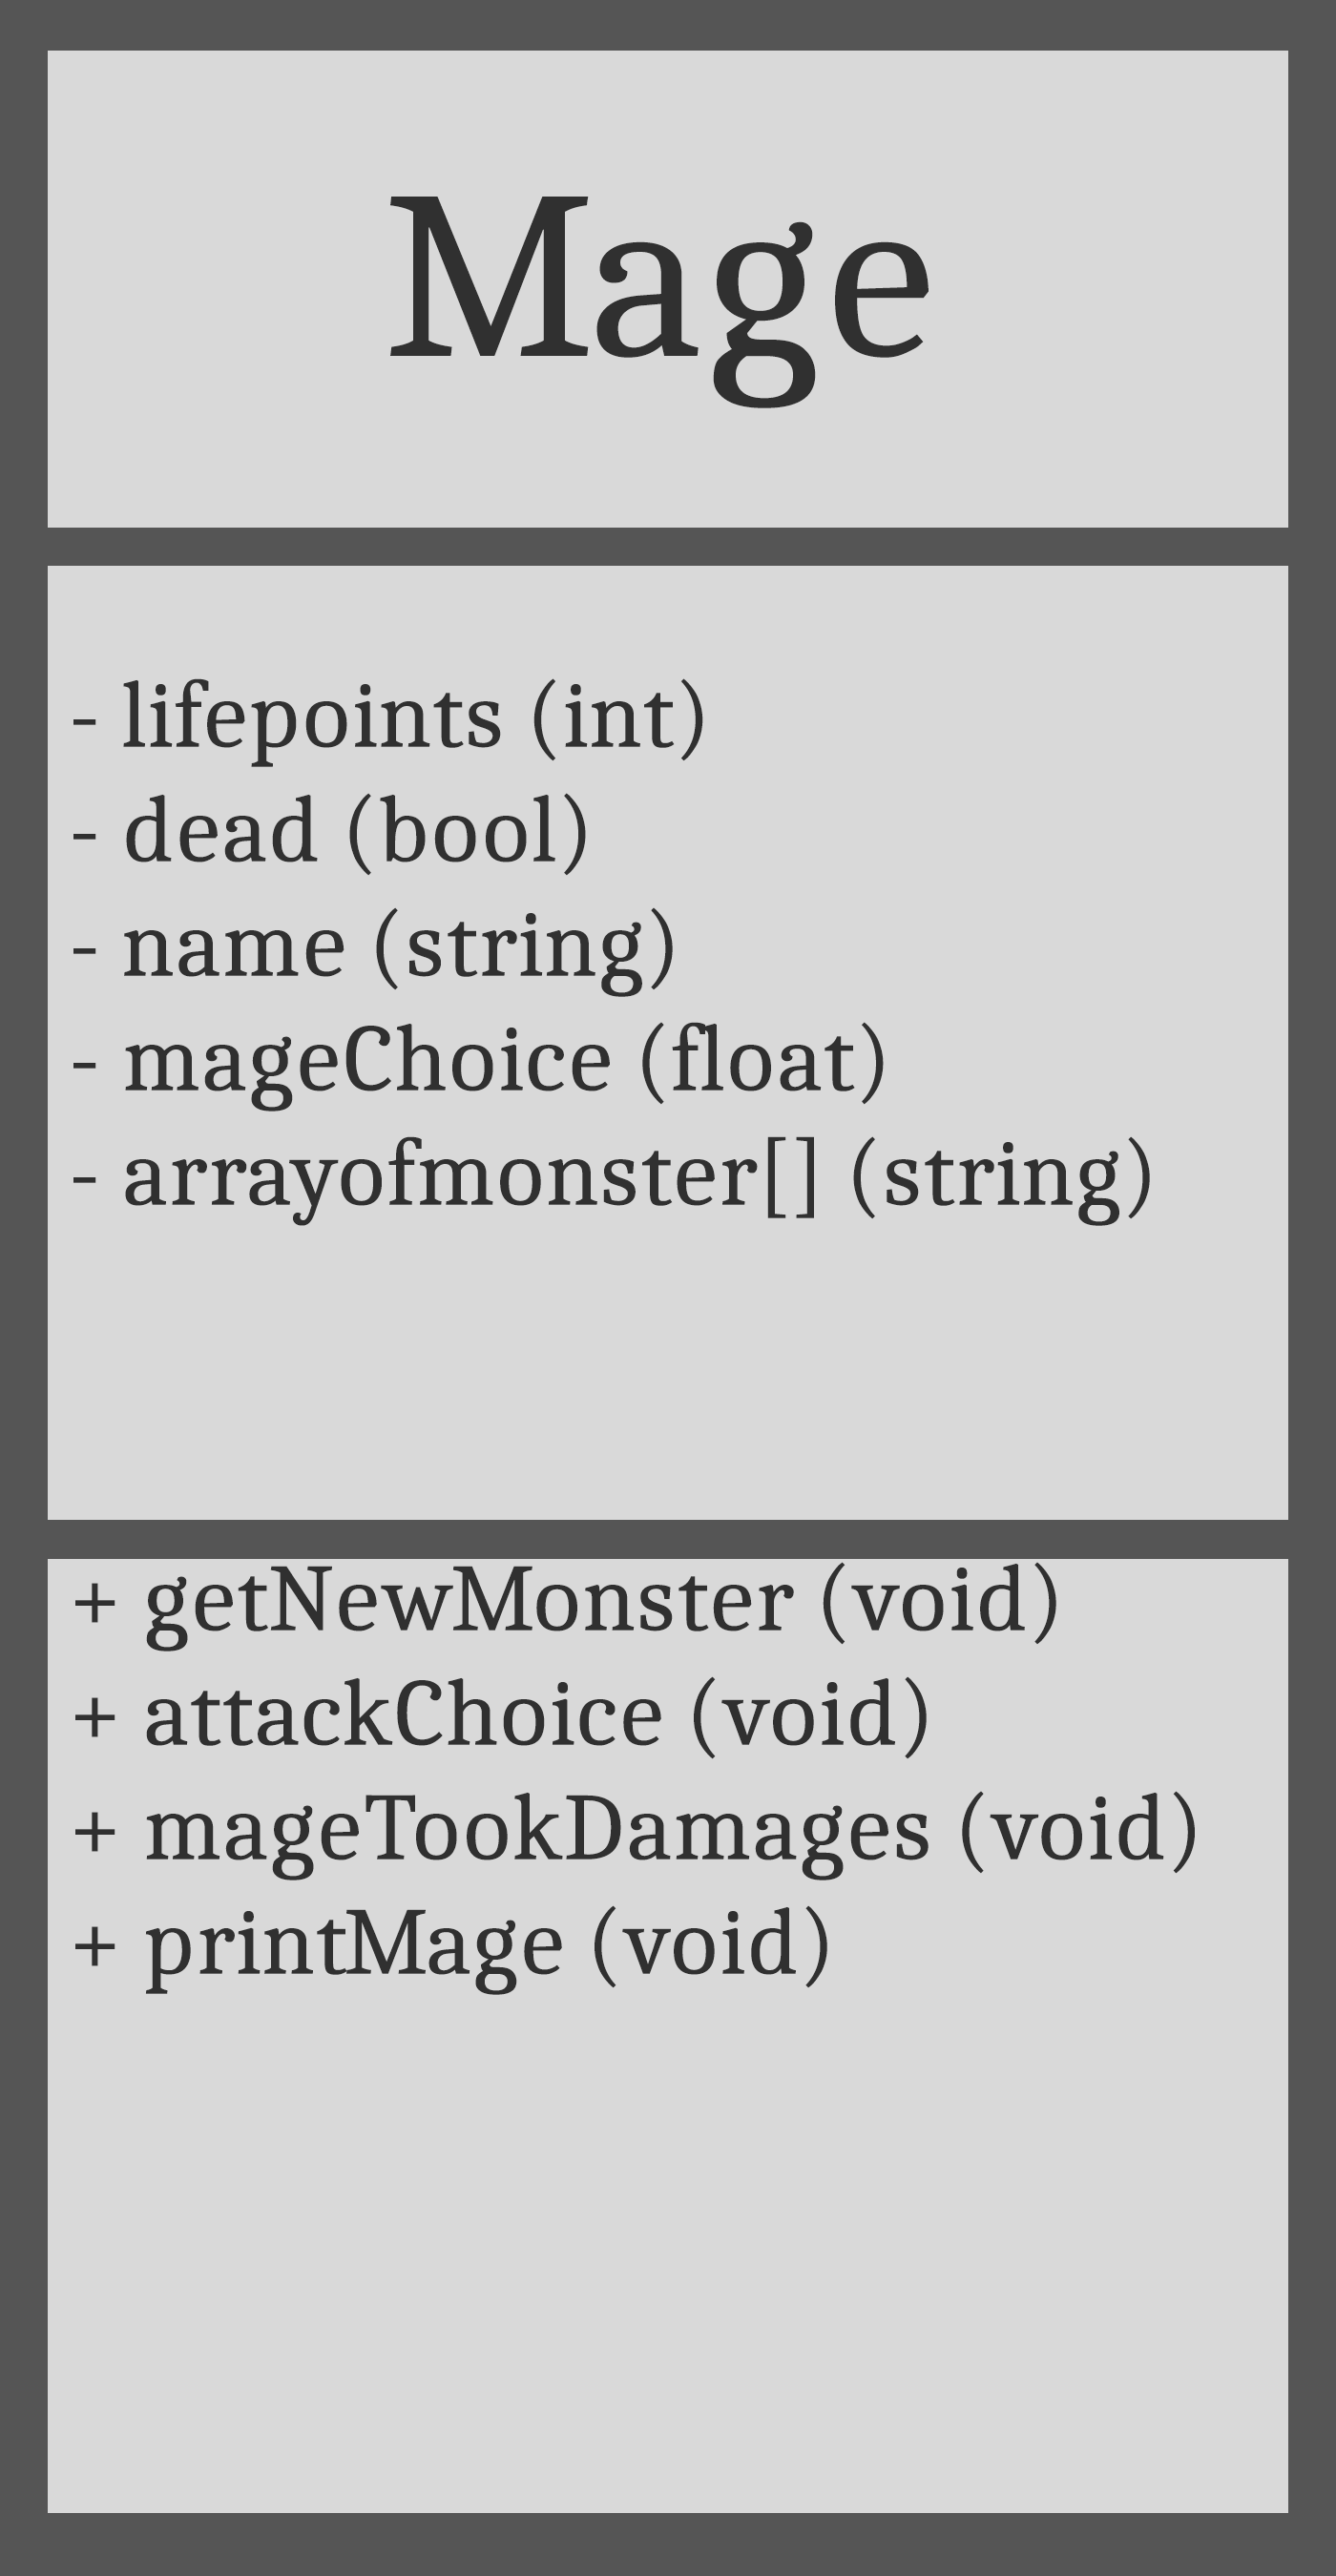 Mage
- lifepoints (int)
- dead (bool)
- name (string)
- mageChoice (float)
- arrayofmonster[] (string)
+ getNewMonster (void)
+ attackChoice (void)
+ mageTookDamages (void)
+ printMage (void)